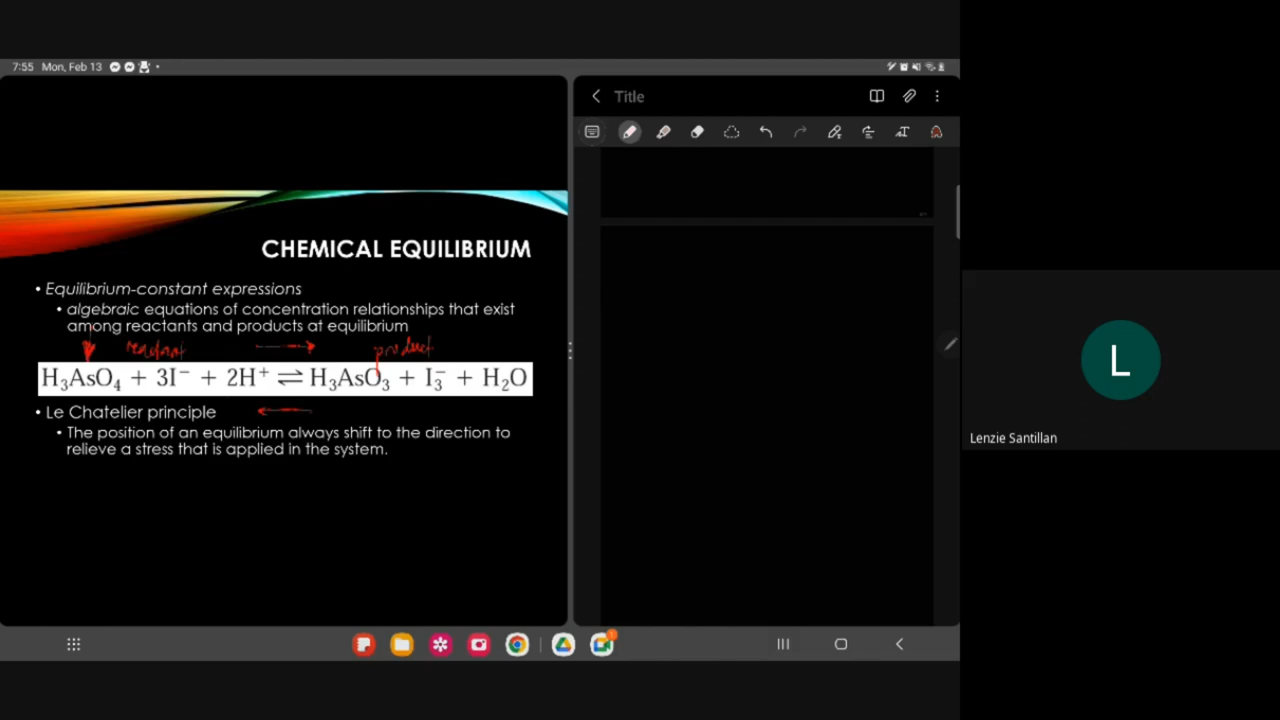 7:55 Mon, Feb 13
Title
CHEMICAL EQUILIBRIUM
• Equilibrium-constant expressions
• algebraic equations of concentration relationships that exist
among reactants and products at equilibrium
reactant product
H₃AsO₄ + 3I⁻ + 2H⁺ ⇌ H₃AsO₃ + I₃⁻ + H₂O
• Le Chatelier principle
• The position of an equilibrium always shift to the direction to
relieve a stress that is applied in the system.
L
Lenzie Santillan